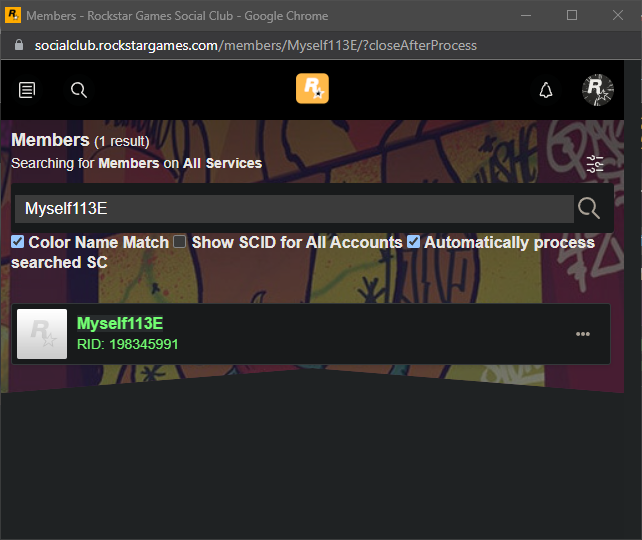 Members - Rockstar Games Social Club - Google Chrome
socialclub.rockstargames.com/members/Myself113E/?closeAfterProcess
Members (1 result)
Searching for Members on All Services
Myself113E
Color Name Match Show SCID for All Accounts Automatically process
searched SC
Myself113E
RID: 198345991